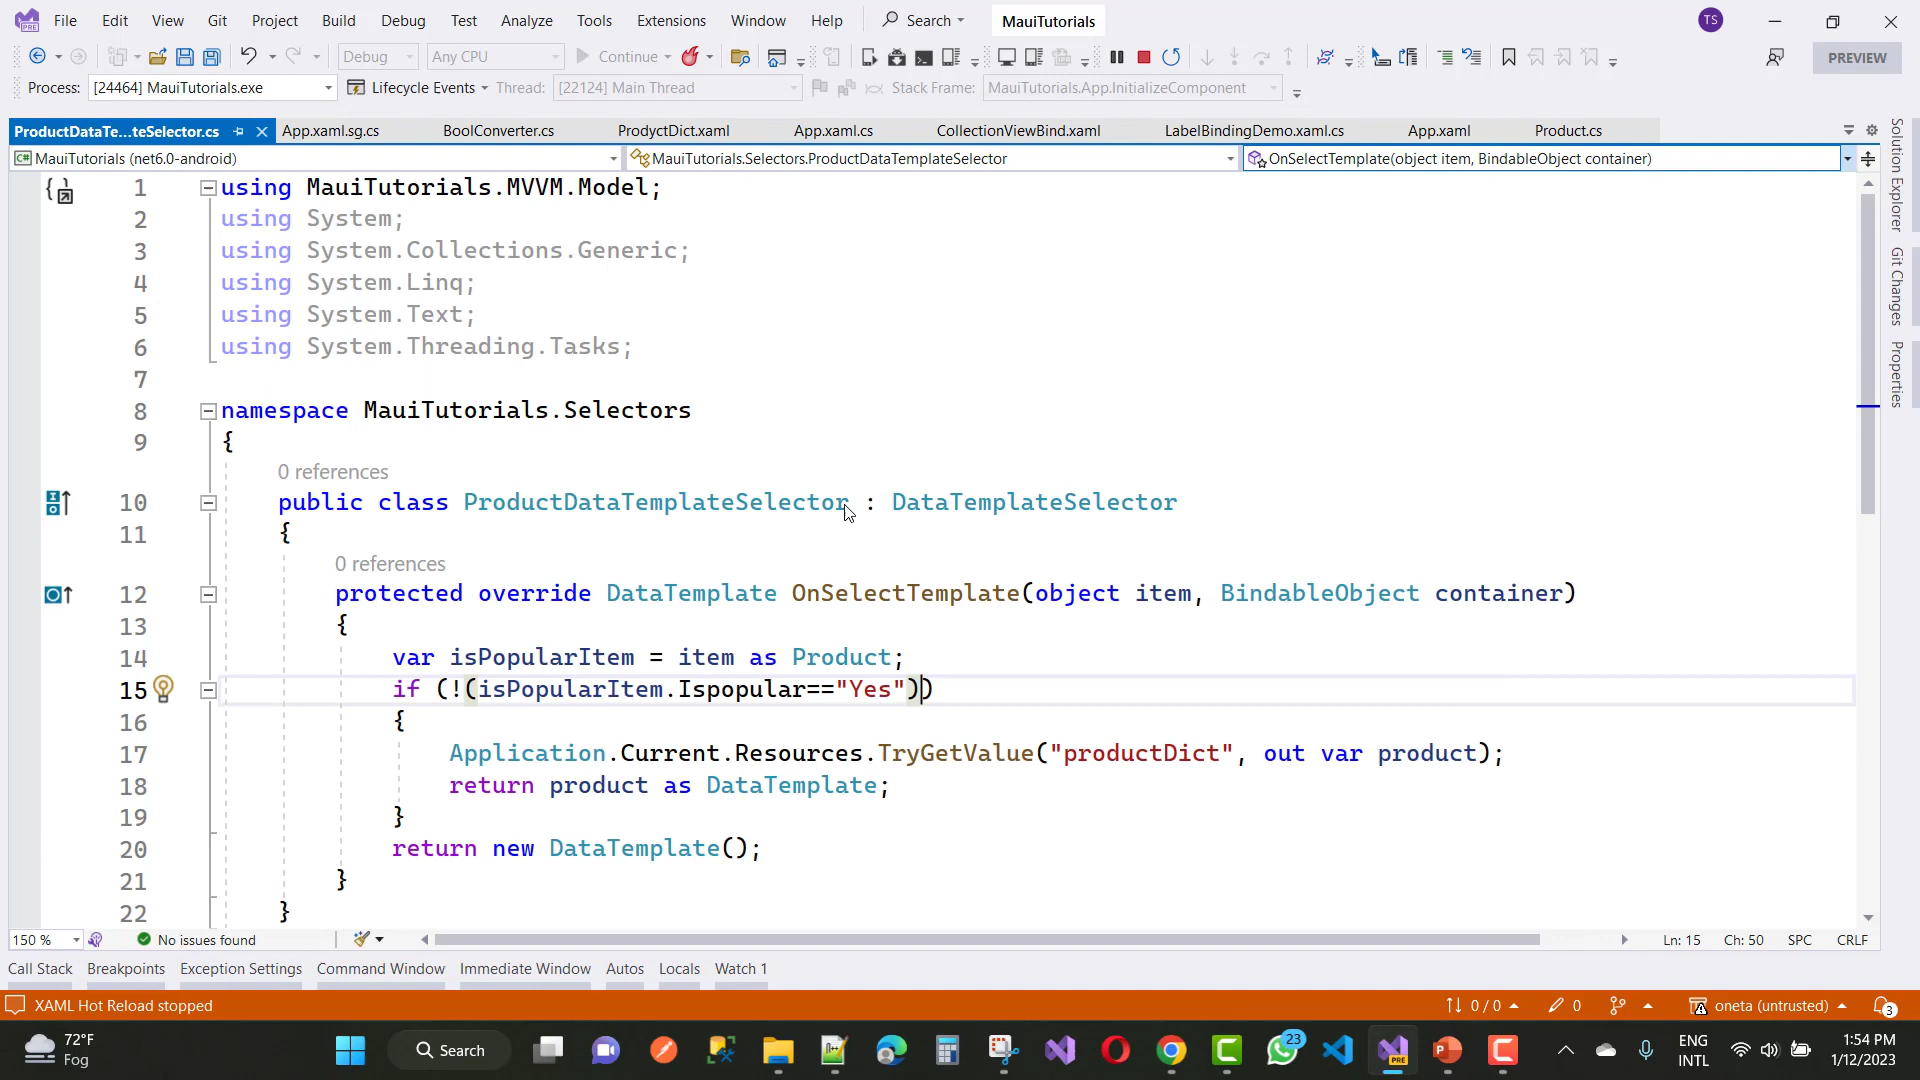 File Edit View Git Project Build Debug Test Analyze Tools Extensions Window Help Search MauiTutorials TS
Debug Any CPU Continue PREVIEW
Process: [24464] MauiTutorials.exe Lifecycle Events Thread: [22124] Main Thread Stack Frame: MauiTutorials.App.InitializeComponent
ProductDataTe...teSelector.cs App.xaml.sg.cs BoolConverter.cs ProdyctDict.xaml App.xaml.cs CollectionViewBind.xaml LabelBindingDemo.xaml.cs App.xaml Product.cs
MauiTutorials (net6.0-android) MauiTutorials.Selectors.ProductDataTemplateSelector OnSelectTemplate(object item, BindableObject container)
1 using MauiTutorials.MVVM.Model;
2 using System;
3 using System.Collections.Generic;
4 using System.Linq;
5 using System.Text;
6 using System.Threading.Tasks;
7
8 namespace MauiTutorials.Selectors
9 {
0 references
10 public class ProductDataTemplateSelector : DataTemplateSelector
11 {
0 references
12 protected override DataTemplate OnSelectTemplate(object item, BindableObject container)
13 {
14 var isPopularItem = item as Product;
15 if (!(isPopularItem.Ispopular=="Yes"))
16 {
17 Application.Current.Resources.TryGetValue("productDict", out var product);
18 return product as DataTemplate;
19 }
20 return new DataTemplate();
21 }
22 }
Solution Explorer
Git Changes
Properties
150 % No issues found Ln: 15 Ch: 50 SPC CRLF
Call Stack Breakpoints Exception Settings Command Window Immediate Window Autos Locals Watch 1
XAML Hot Reload stopped 0 / 0 0 oneta (untrusted) 3
72°F
Fog
Search
23
PRE
ENG
INTL
1:54 PM
1/12/2023